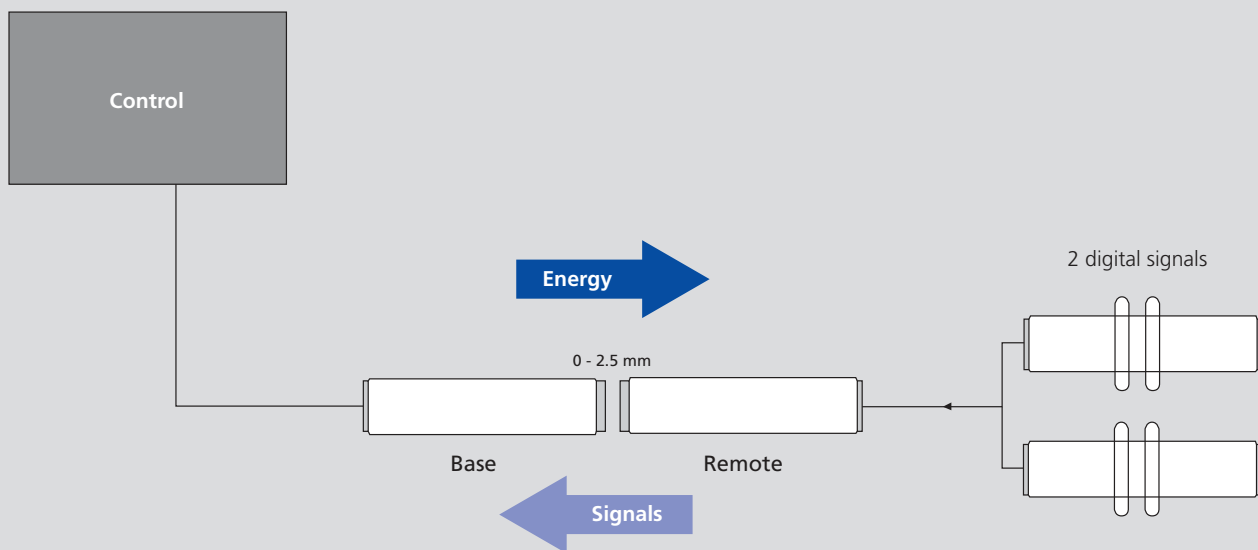 Control
2 digital signals
Energy
0 - 2.5 mm
Base
Remote
Signals